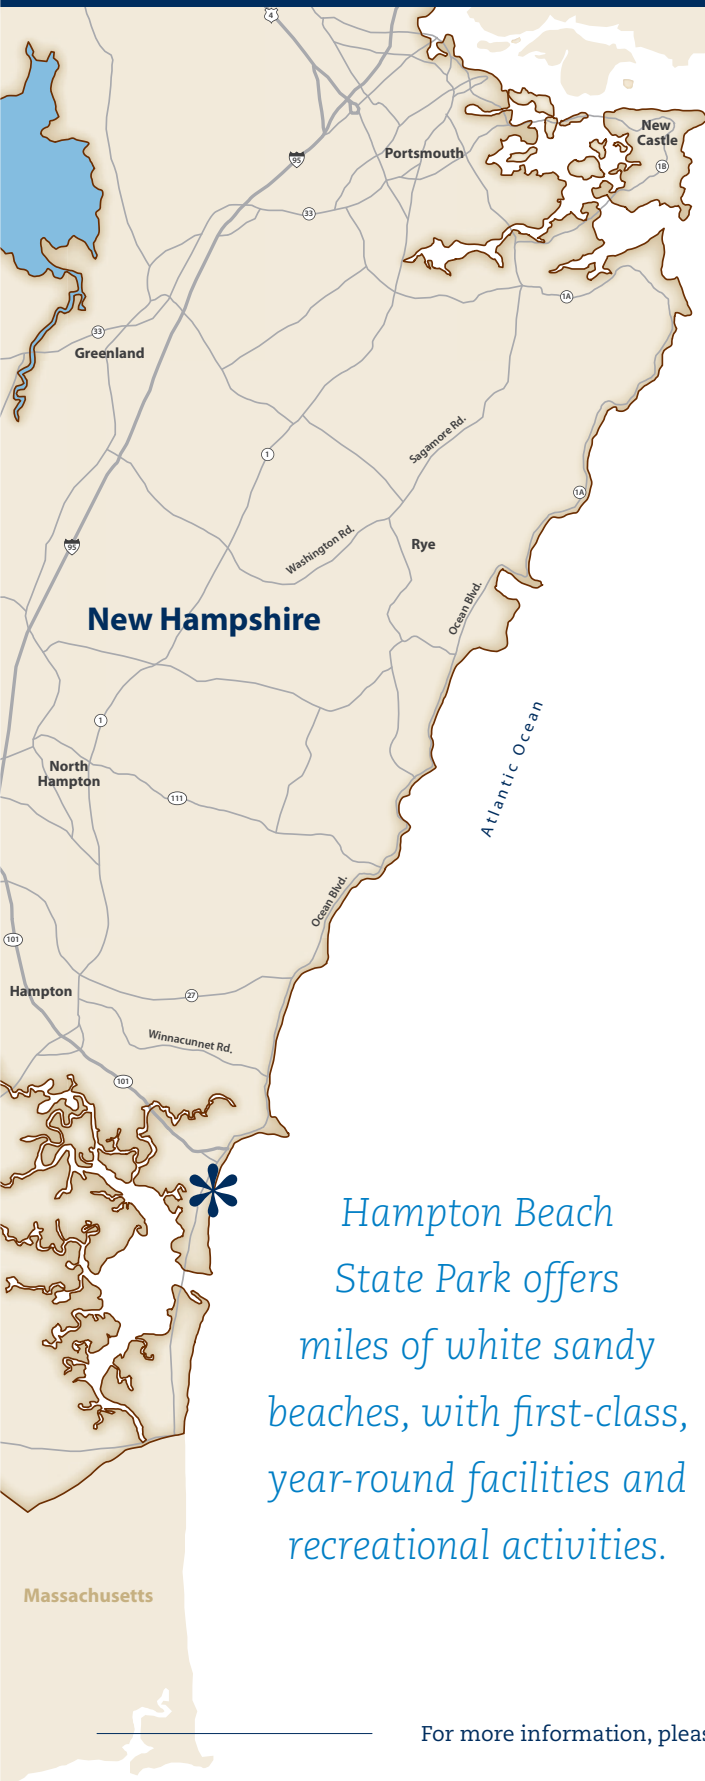 4
New
Castle
Portsmouth
95
1B
33
1A
33
Greenland
Sagamore Rd.
1
1A
Washington Rd.
Rye
95
Ocean Blvd.
New Hampshire
Atlantic Ocean
1
North
Hampton
111
Ocean Blvd.
101
Hampton
27
Winnacunnet Rd.
101
Hampton Beach
State Park offers
miles of white sandy
beaches, with first-class,
year-round facilities and
recreational activities.
Massachusetts
For more information, pleas